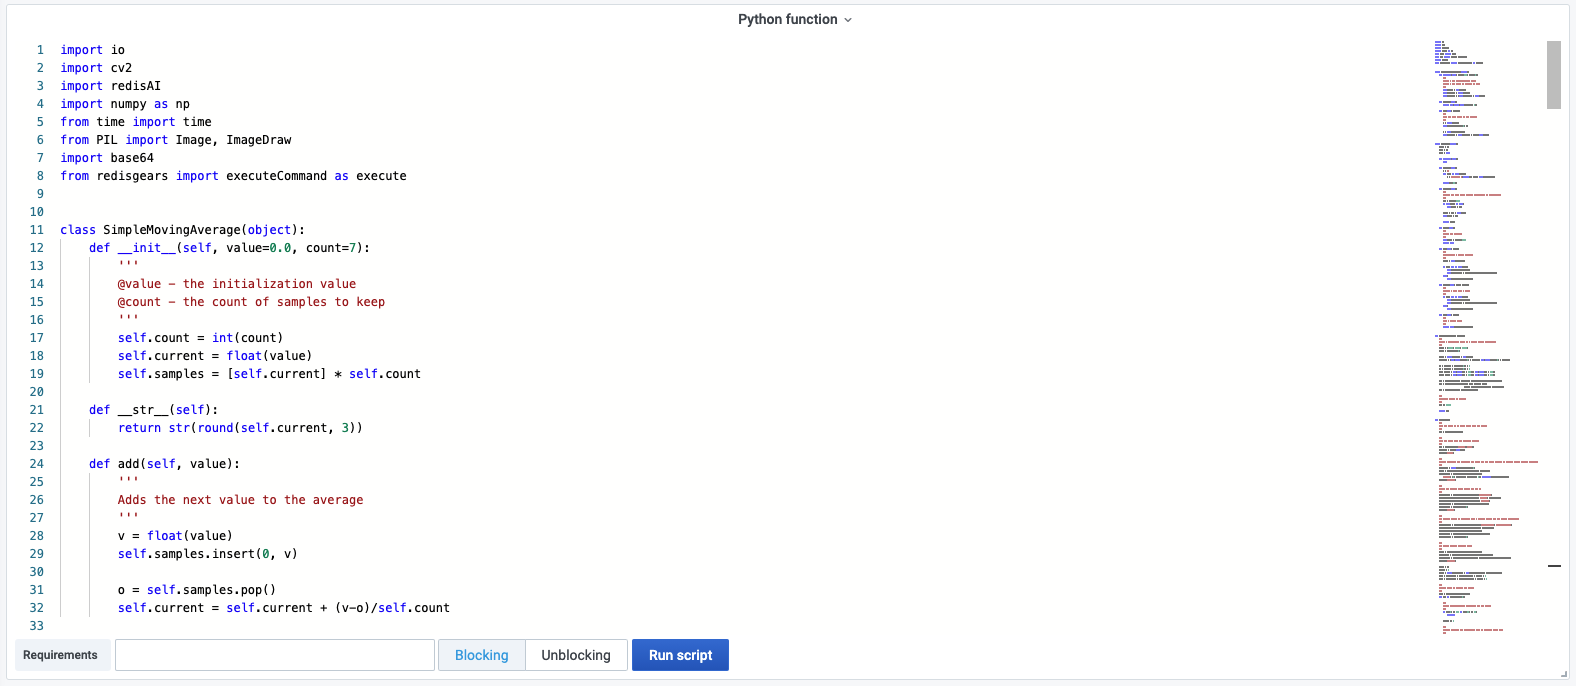 Python function
1 import io
2 import cv2
3 import redisAI
4 import numpy as np
5 from time import time
6 from PIL import Image, ImageDraw
7 import base64
8 from redisgears import executeCommand as execute
9
10
11 class SimpleMovingAverage(object):
12     def __init__(self, value=0.0, count=7):
13         '''
14         @value - the initialization value
15         @count - the count of samples to keep
16         '''
17         self.count = int(count)
18         self.current = float(value)
19         self.samples = [self.current] * self.count
20
21     def __str__(self):
22         return str(round(self.current, 3))
23
24     def add(self, value):
25         '''
26         Adds the next value to the average
27         '''
28         v = float(value)
29         self.samples.insert(0, v)
30
31         o = self.samples.pop()
32         self.current = self.current + (v-o)/self.count
33
Requirements Blocking Unblocking Run script